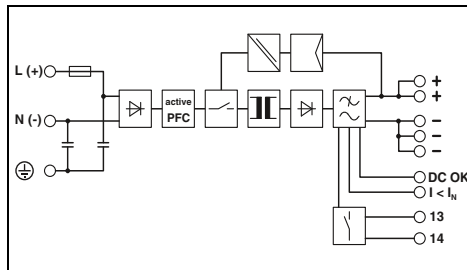 L (+)
N (-)
active
PFC
+
+
−
−
−
DC OK
I < IN
13
14